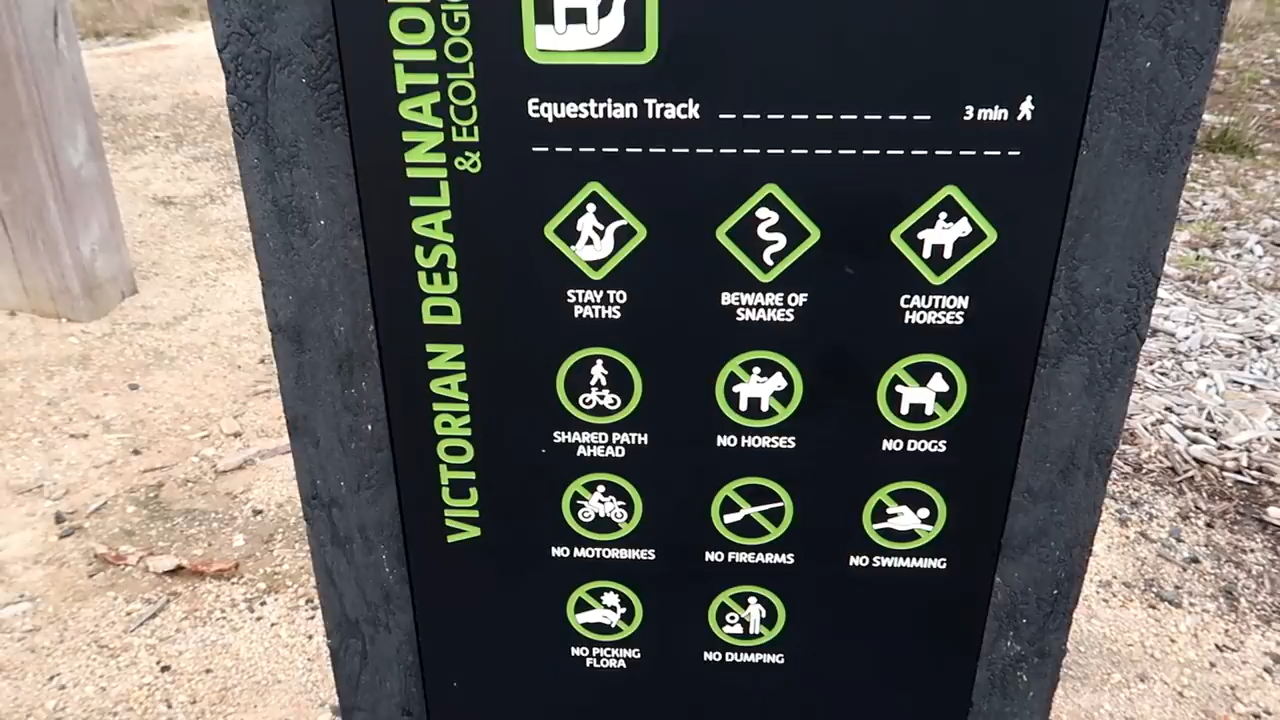 VICTORIAN DESALINATION
& ECOLOGIC
Equestrian Track
3 min
STAY TO
PATHS
BEWARE OF
SNAKES
CAUTION
HORSES
SHARED PATH
AHEAD
NO HORSES
NO DOGS
NO MOTORBIKES
NO FIREARMS
NO SWIMMING
NO PICKING
FLORA
NO DUMPING